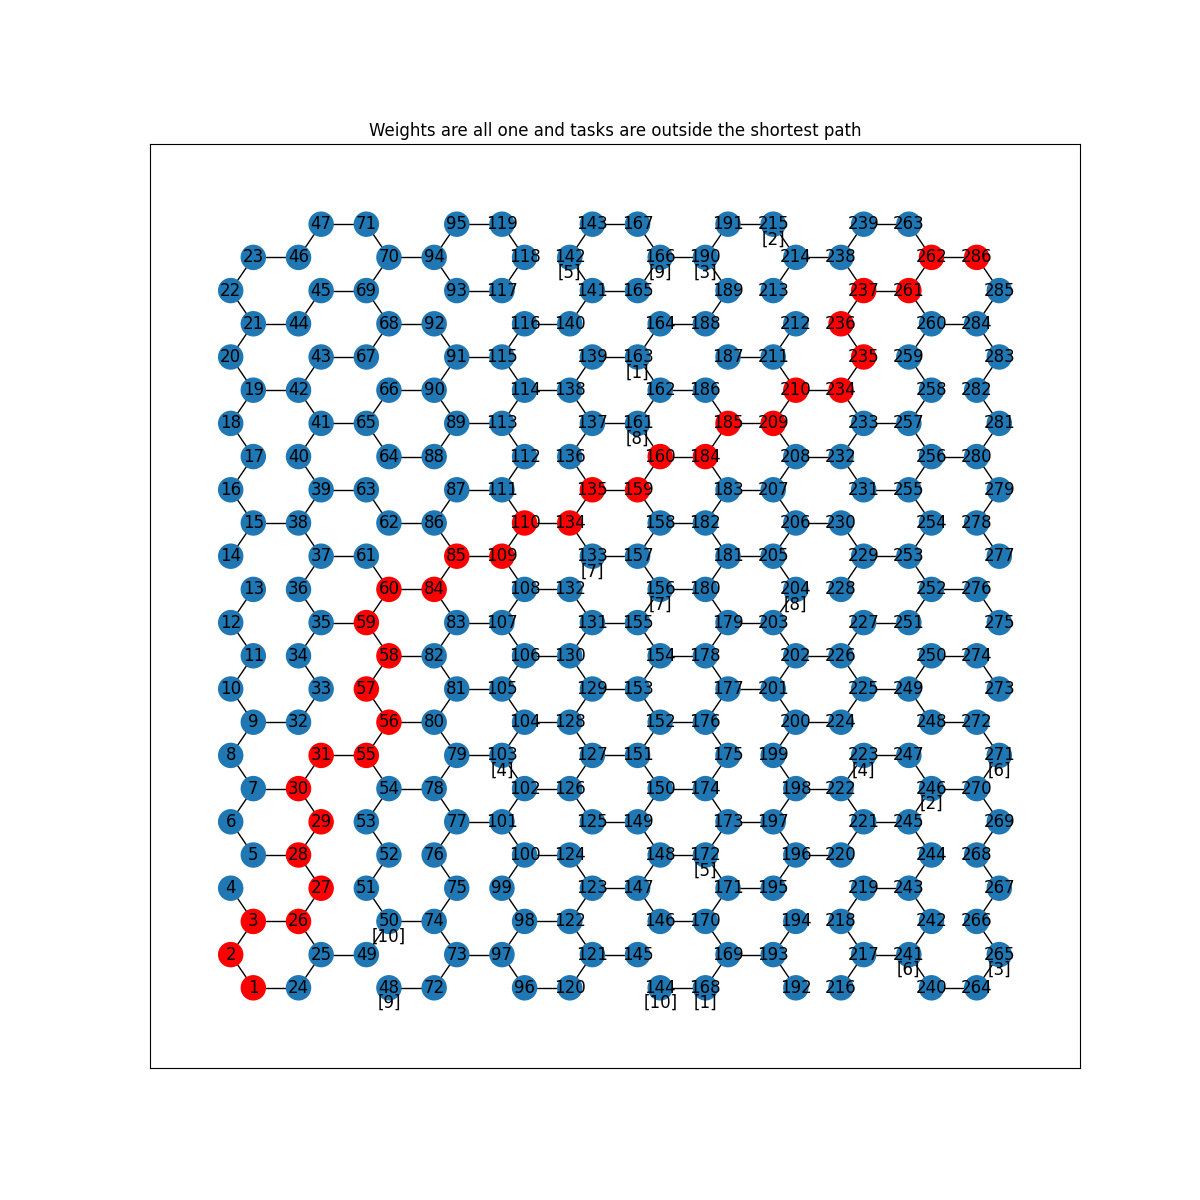 Weights are all one and tasks are outside the shortest path
47 71 95 119 143 167 191 215 239 263
[2]
23 46 70 94 118 142 166 190 214 238 262 286
[5] [9] [3]
22 45 69 93 117 141 165 189 213 237 261 285
21 44 68 92 116 140 164 188 212 236 260 284
20 43 67 91 115 139 163 187 211 235 259 283
[1]
19 42 66 90 114 138 162 186 210 234 258 282
18 41 65 89 113 137 161 185 209 233 257 281
[8]
17 40 64 88 112 136 160 184 208 232 256 280
16 39 63 87 111 135 159 183 207 231 255 279
15 38 62 86 110 134 158 182 206 230 254 278
14 37 61 85 109 133 157 181 205 229 253 277
[7]
13 36 60 84 108 132 156 180 204 228 252 276
[7] [8]
12 35 59 83 107 131 155 179 203 227 251 275
11 34 58 82 106 130 154 178 202 226 250 274
10 33 57 81 105 129 153 177 201 225 249 273
9 32 56 80 104 128 152 176 200 224 248 272
8 31 55 79 103 127 151 175 199 223 247 271
[4] [4] [6]
7 30 54 78 102 126 150 174 198 222 246 270
[2]
6 29 53 77 101 125 149 173 197 221 245 269
5 28 52 76 100 124 148 172 196 220 244 268
[5]
4 27 51 75 99 123 147 171 195 219 243 267
3 26 50 74 98 122 146 170 194 218 242 266
[10]
2 25 49 73 97 121 145 169 193 217 241 265
[6] [3]
1 24 48 72 96 120 144 168 192 216 240 264
[9] [10] [1]